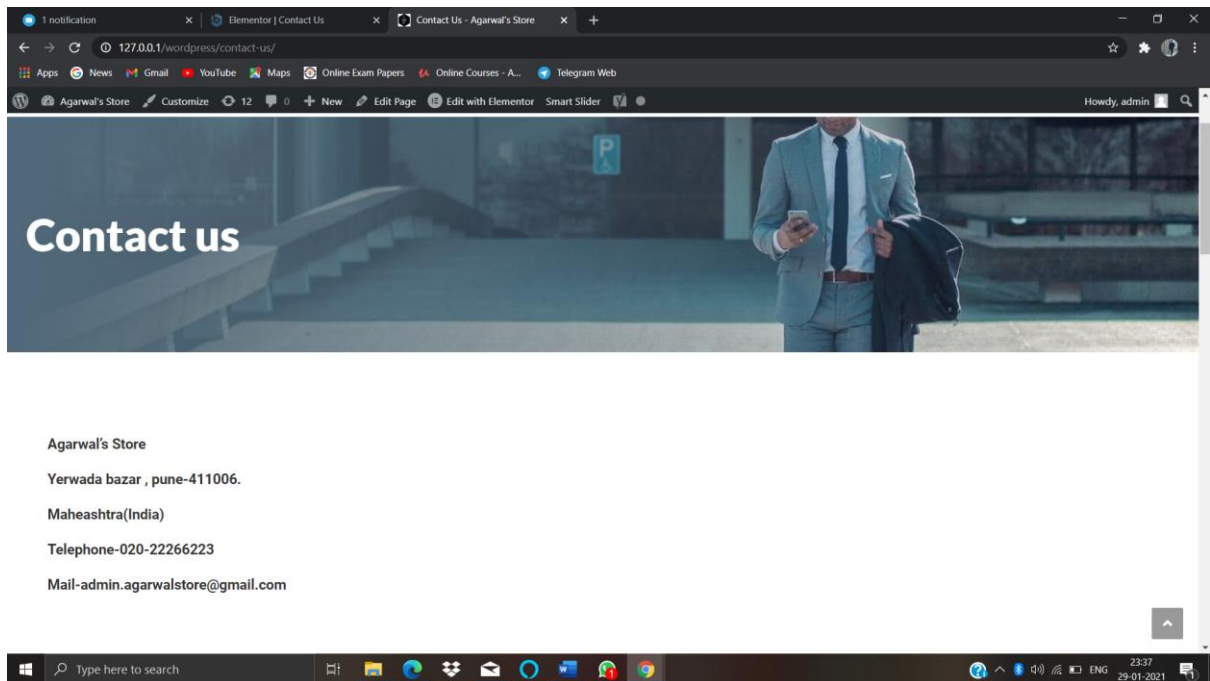 1 notification
Elementor | Contact Us
Contact Us - Agarwal's Store
127.0.0.1/wordpress/contact-us/
Apps News Gmail YouTube Maps Online Exam Papers Online Courses - A... Telegram Web
Agarwal's Store Customize 12 0 + New Edit Page Edit with Elementor Smart Slider Howdy, admin
P
Contact us
Agarwal's Store
Yerwada bazar , pune-411006.
Maheashtra(India)
Telephone-020-22266223
Mail-admin.agarwalstore@gmail.com
Type here to search
ENG
23:37
29-01-2021